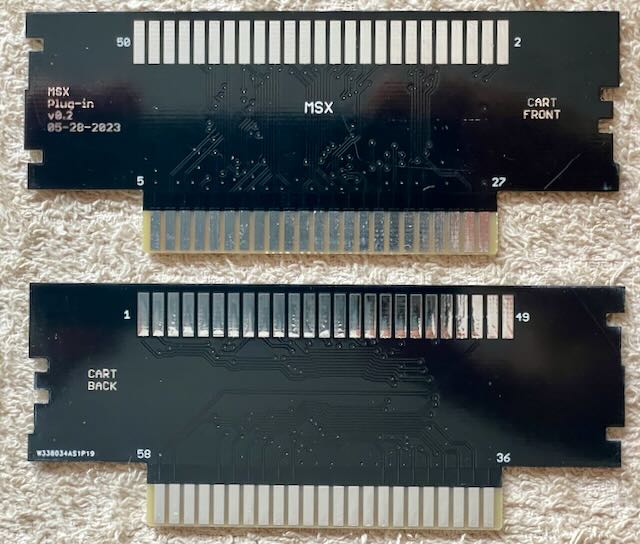 50
2
MSX
Plug-in
v0.2
05-28-2023
MSX
CART
FRONT
5
27
1
49
CART
BACK
W338034AS1P19
58
36